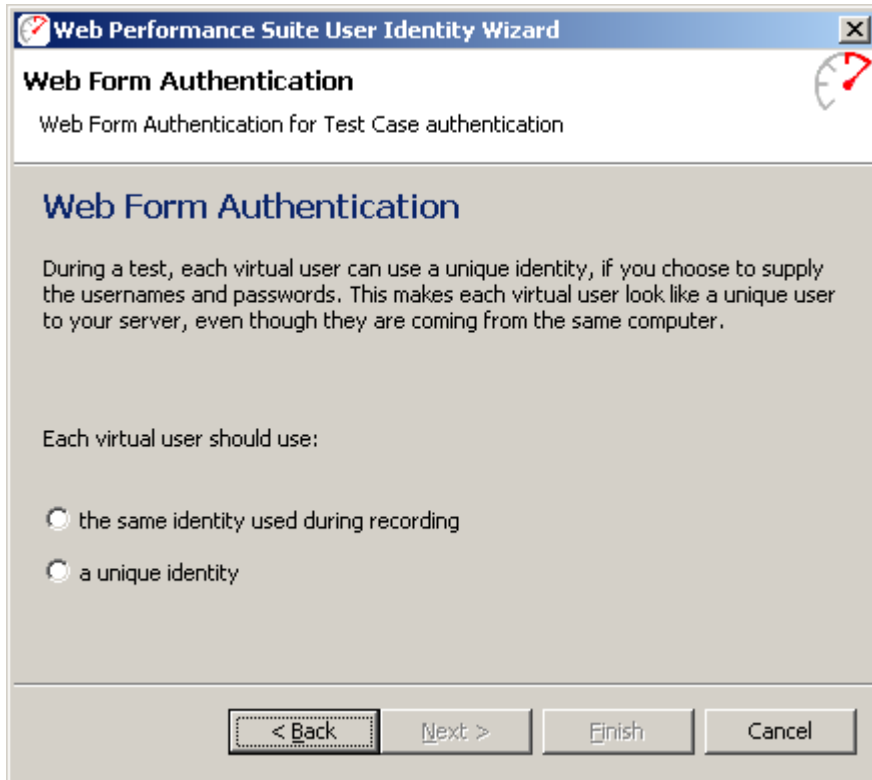 Web Performance Suite User Identity Wizard
Web Form Authentication
Web Form Authentication for Test Case authentication
Web Form Authentication
During a test, each virtual user can use a unique identity, if you choose to supply
the usernames and passwords. This makes each virtual user look like a unique user
to your server, even though they are coming from the same computer.
Each virtual user should use:
the same identity used during recording
a unique identity
< Back Next > Finish Cancel